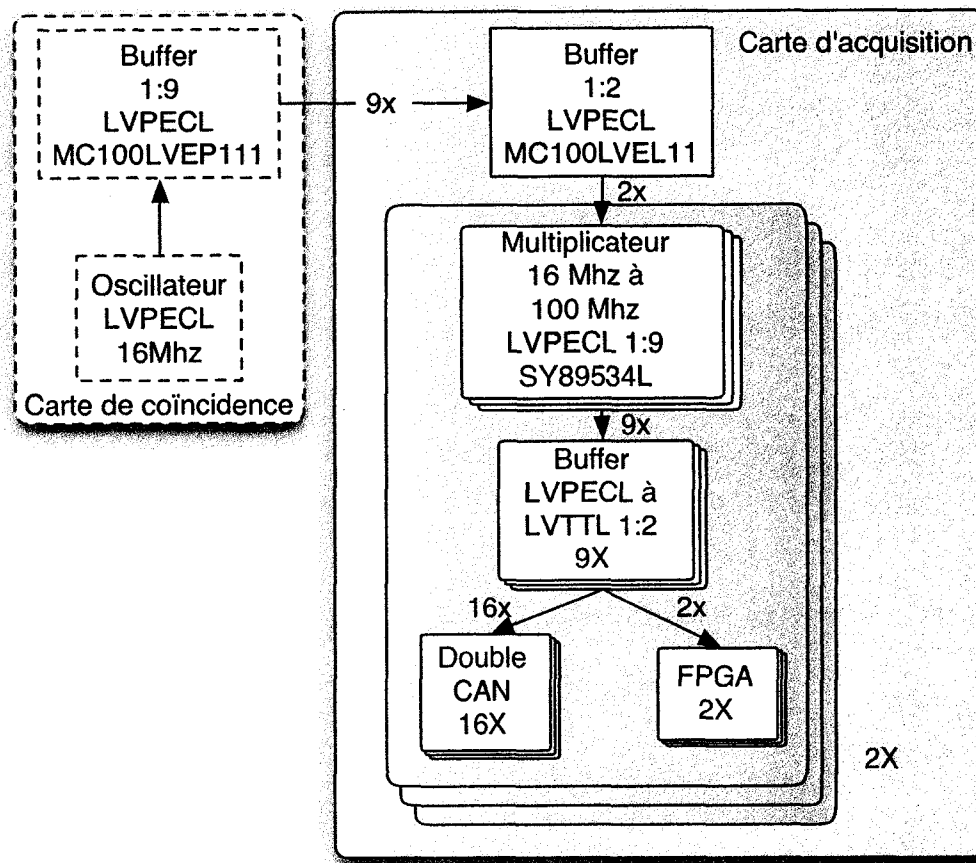 Buffer
1:9
LVPECL
MC100LVEP111
Oscillateur
LVPECL
16Mhz
Carte de coïncidence
9x
Carte d'acquisition
Buffer
1:2
LVPECL
MC100LVEL11
2x
Multiplicateur
16 Mhz à
100 Mhz
LVPECL 1:9
SY89534L
9x
Buffer
LVPECL à
LVTTL 1:2
9X
16x
2x
Double
CAN
16X
FPGA
2X
2X